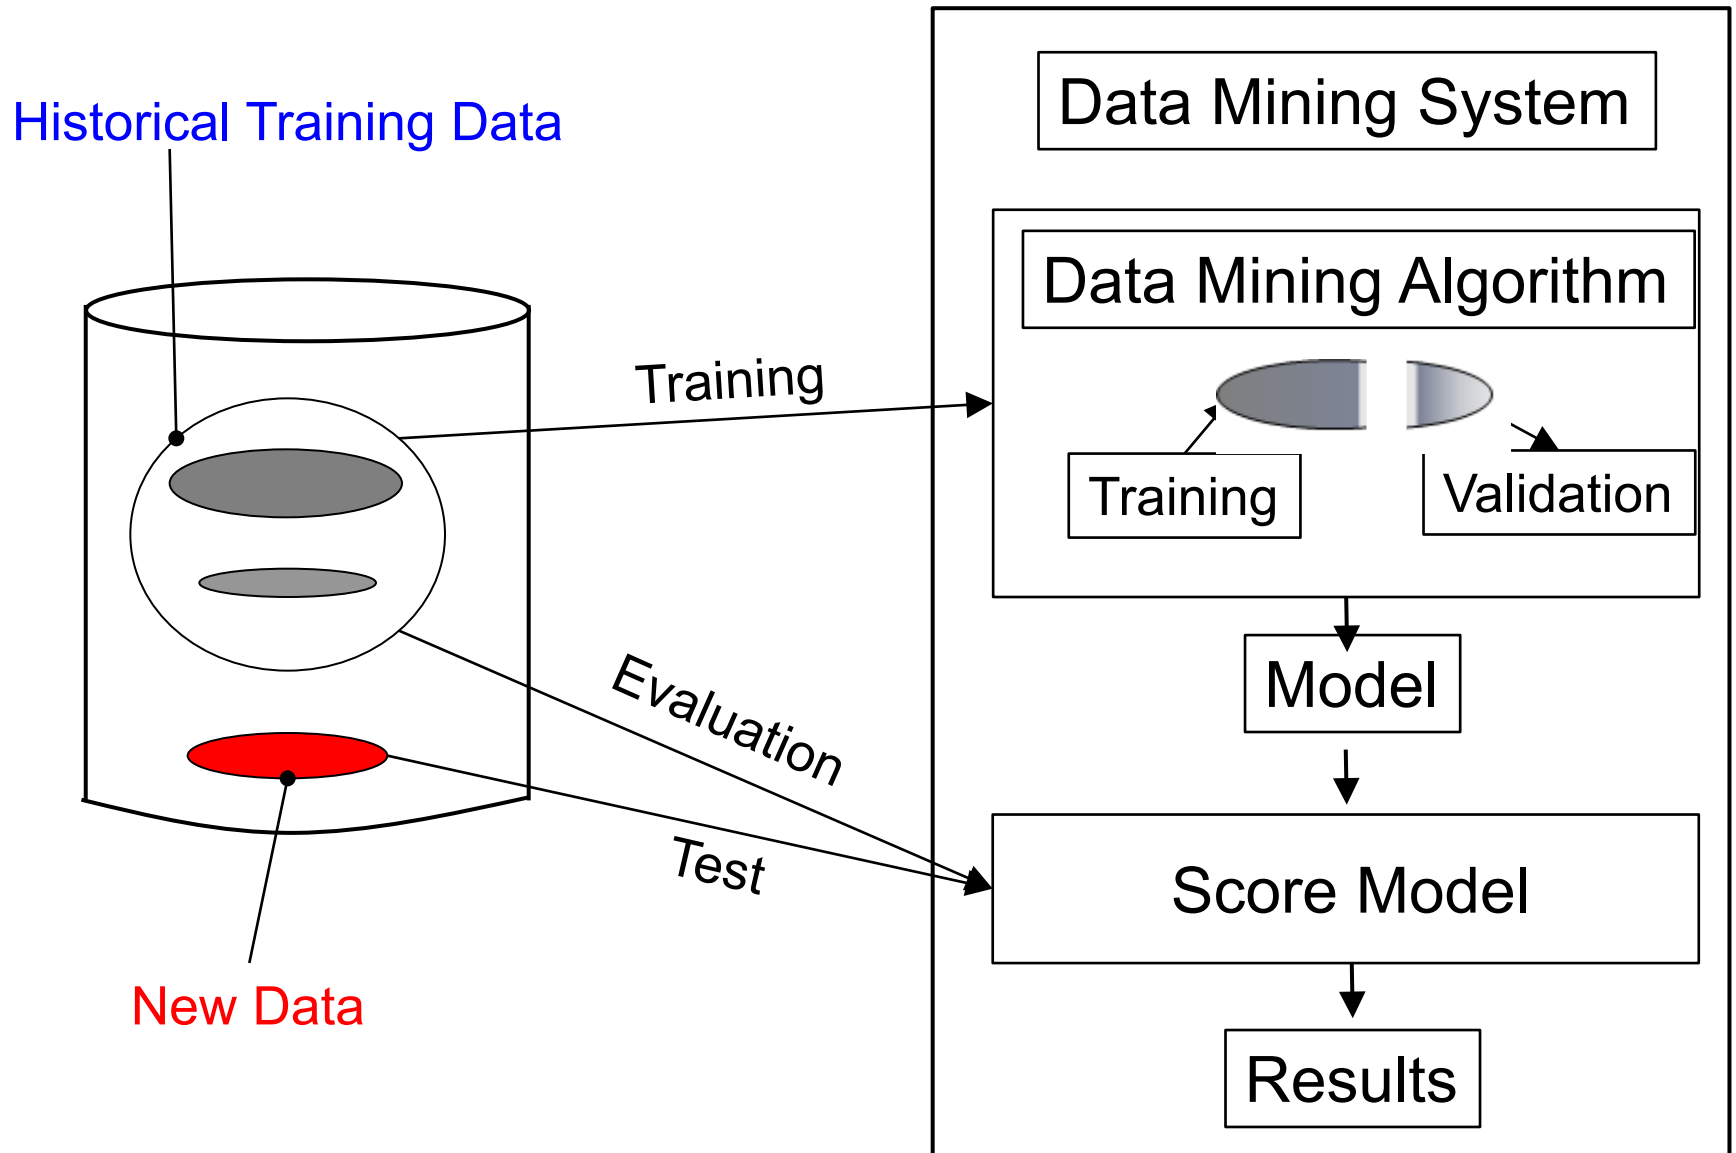 Historical Training Data
Training
Evaluation
Test
New Data
Data Mining System
Data Mining Algorithm
Training
Validation
Model
Score Model
Results